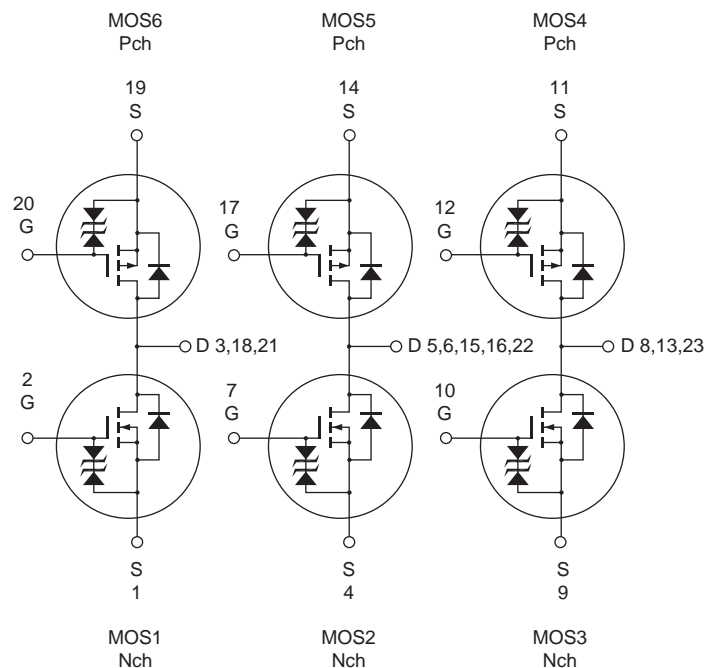 MOS6
Pch
MOS5
Pch
MOS4
Pch
19
S
14
S
11
S
20
G
17
G
12
G
D 3,18,21
D 5,6,15,16,22
D 8,13,23
2
G
7
G
10
G
S
1
S
4
S
9
MOS1
Nch
MOS2
Nch
MOS3
Nch